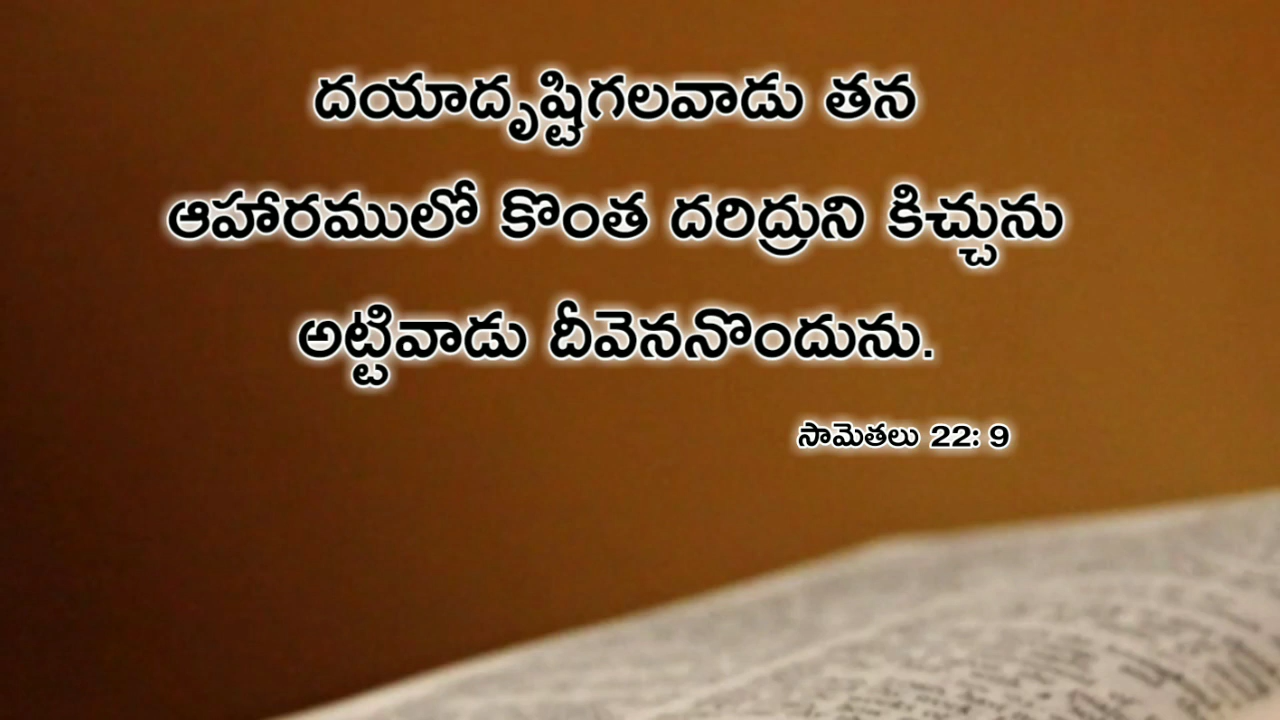 దయాదృష్టిగలవాడు తన
ఆహారములో కొంత దరిద్రుని కిచ్చును
అట్టివాడు దీవెననొందును.
సామెతలు 22: 9